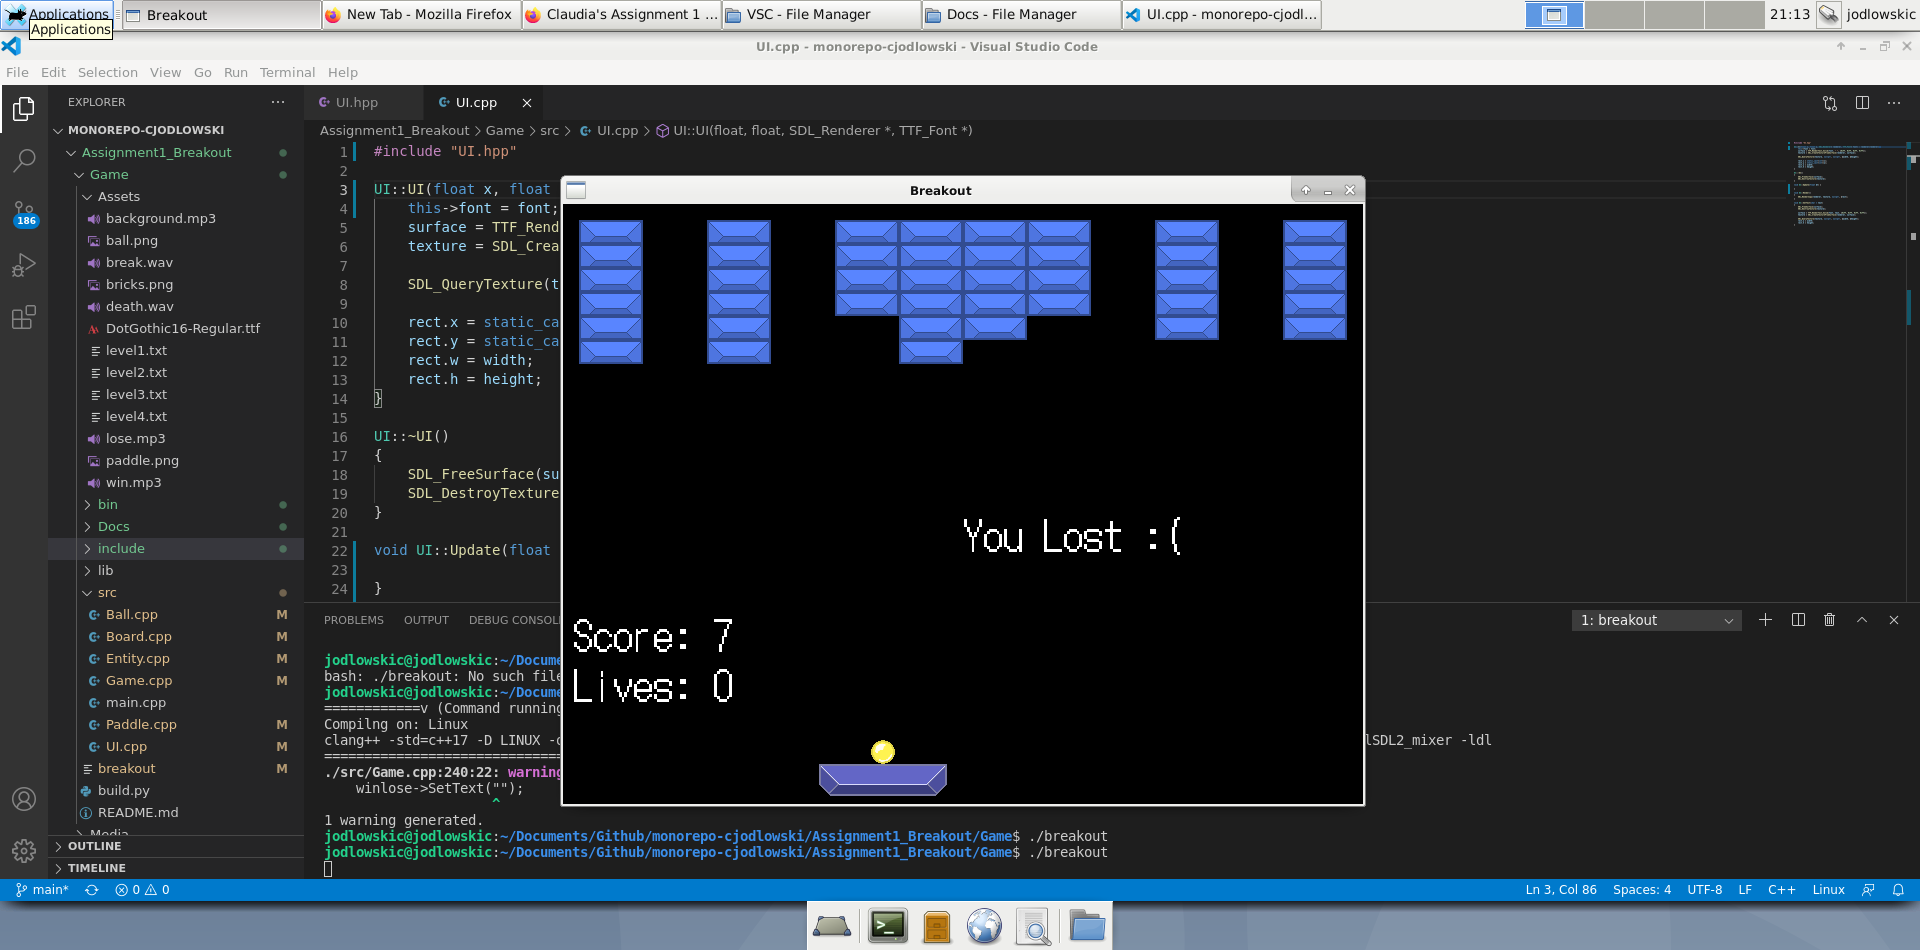 Applications
Breakout
New Tab - Mozilla Firefox
Claudia's Assignment 1 ...
VSC - File Manager
Docs - File Manager
UI.cpp - monorepo-cjodl...
21:13
jodlowskic
Applications
UI.cpp - monorepo-cjodlowski - Visual Studio Code
File Edit Selection View Go Run Terminal Help
EXPLORER
MONOREPO-CJODLOWSKI
Assignment1_Breakout
Game
Assets
background.mp3
ball.png
break.wav
bricks.png
death.wav
DotGothic16-Regular.ttf
level1.txt
level2.txt
level3.txt
level4.txt
lose.mp3
paddle.png
win.mp3
bin
Docs
include
lib
src
Ball.cpp M
Board.cpp M
Entity.cpp M
Game.cpp M
main.cpp
Paddle.cpp M
UI.cpp M
breakout M
build.py
README.md
Media
OUTLINE
TIMELINE
186
UI.hpp
UI.cpp
Assignment1_Breakout > Game > src > UI.cpp > UI::UI(float, float, SDL_Renderer *, TTF_Font *)
1 #include "UI.hpp"
2
3 UI::UI(float x, float
4 this->font = font;
5 surface = TTF_Rend
6 texture = SDL_Crea
7
8 SDL_QueryTexture(t
9
10 rect.x = static_ca
11 rect.y = static_ca
12 rect.w = width;
13 rect.h = height;
14 }
15
16 UI::~UI()
17 {
18 SDL_FreeSurface(su
19 SDL_DestroyTexture
20 }
21
22 void UI::Update(float
23
24 }
Breakout
You Lost :(
Score: 7
Lives: 0
PROBLEMS OUTPUT DEBUG CONSOL
1: breakout
jodlowskic@jodlowskic:~/Docume
bash: ./breakout: No such file
jodlowskic@jodlowskic:~/Docume
============v (Command running
Compilng on: Linux
clang++ -std=c++17 -D LINUX -o lSDL2_mixer -ldl
=============================
./src/Game.cpp:240:22: warning
winlose->SetText("");
^
1 warning generated.
jodlowskic@jodlowskic:~/Documents/Github/monorepo-cjodlowski/Assignment1_Breakout/Game$ ./breakout
jodlowskic@jodlowskic:~/Documents/Github/monorepo-cjodlowski/Assignment1_Breakout/Game$ ./breakout
main* 0 0
Ln 3, Col 86 Spaces: 4 UTF-8 LF C++ Linux